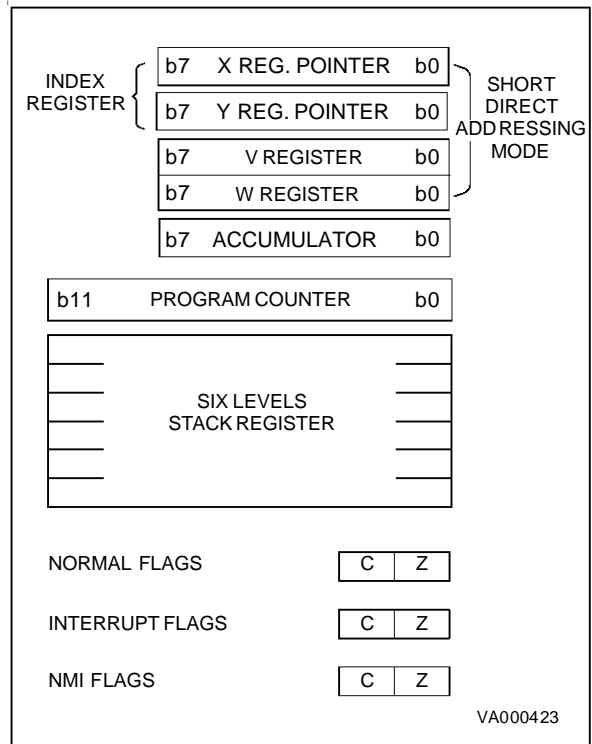 b7 X REG. POINTER b0
INDEX
REGISTER
SHORT
DIRECT
ADDRESSING
MODE
b7 Y REG. POINTER b0
b7 V REGISTER b0
b7 W REGISTER b0
b7 ACCUMULATOR b0
b11 PROGRAM COUNTER b0
SIX LEVELS
STACK REGISTER
NORMAL FLAGS C Z
INTERRUPT FLAGS C Z
NMI FLAGS C Z
VA000423